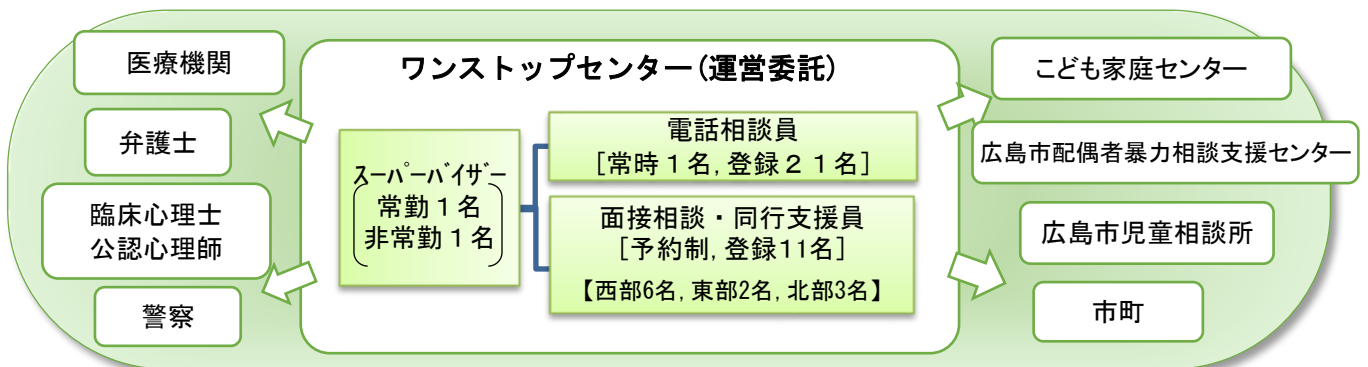 医療機関
弁護士
臨床心理士
公認心理師
警察
ワンストップセンター(運営委託)
スーパーバイザー
常勤1名
非常勤1名
電話相談員
[常時1名,登録21名]
面接相談・同行支援員
[予約制,登録11名]
【西部6名,東部2名,北部3名】
こども家庭センター
広島市配偶者暴力相談支援センター
広島市児童相談所
市町